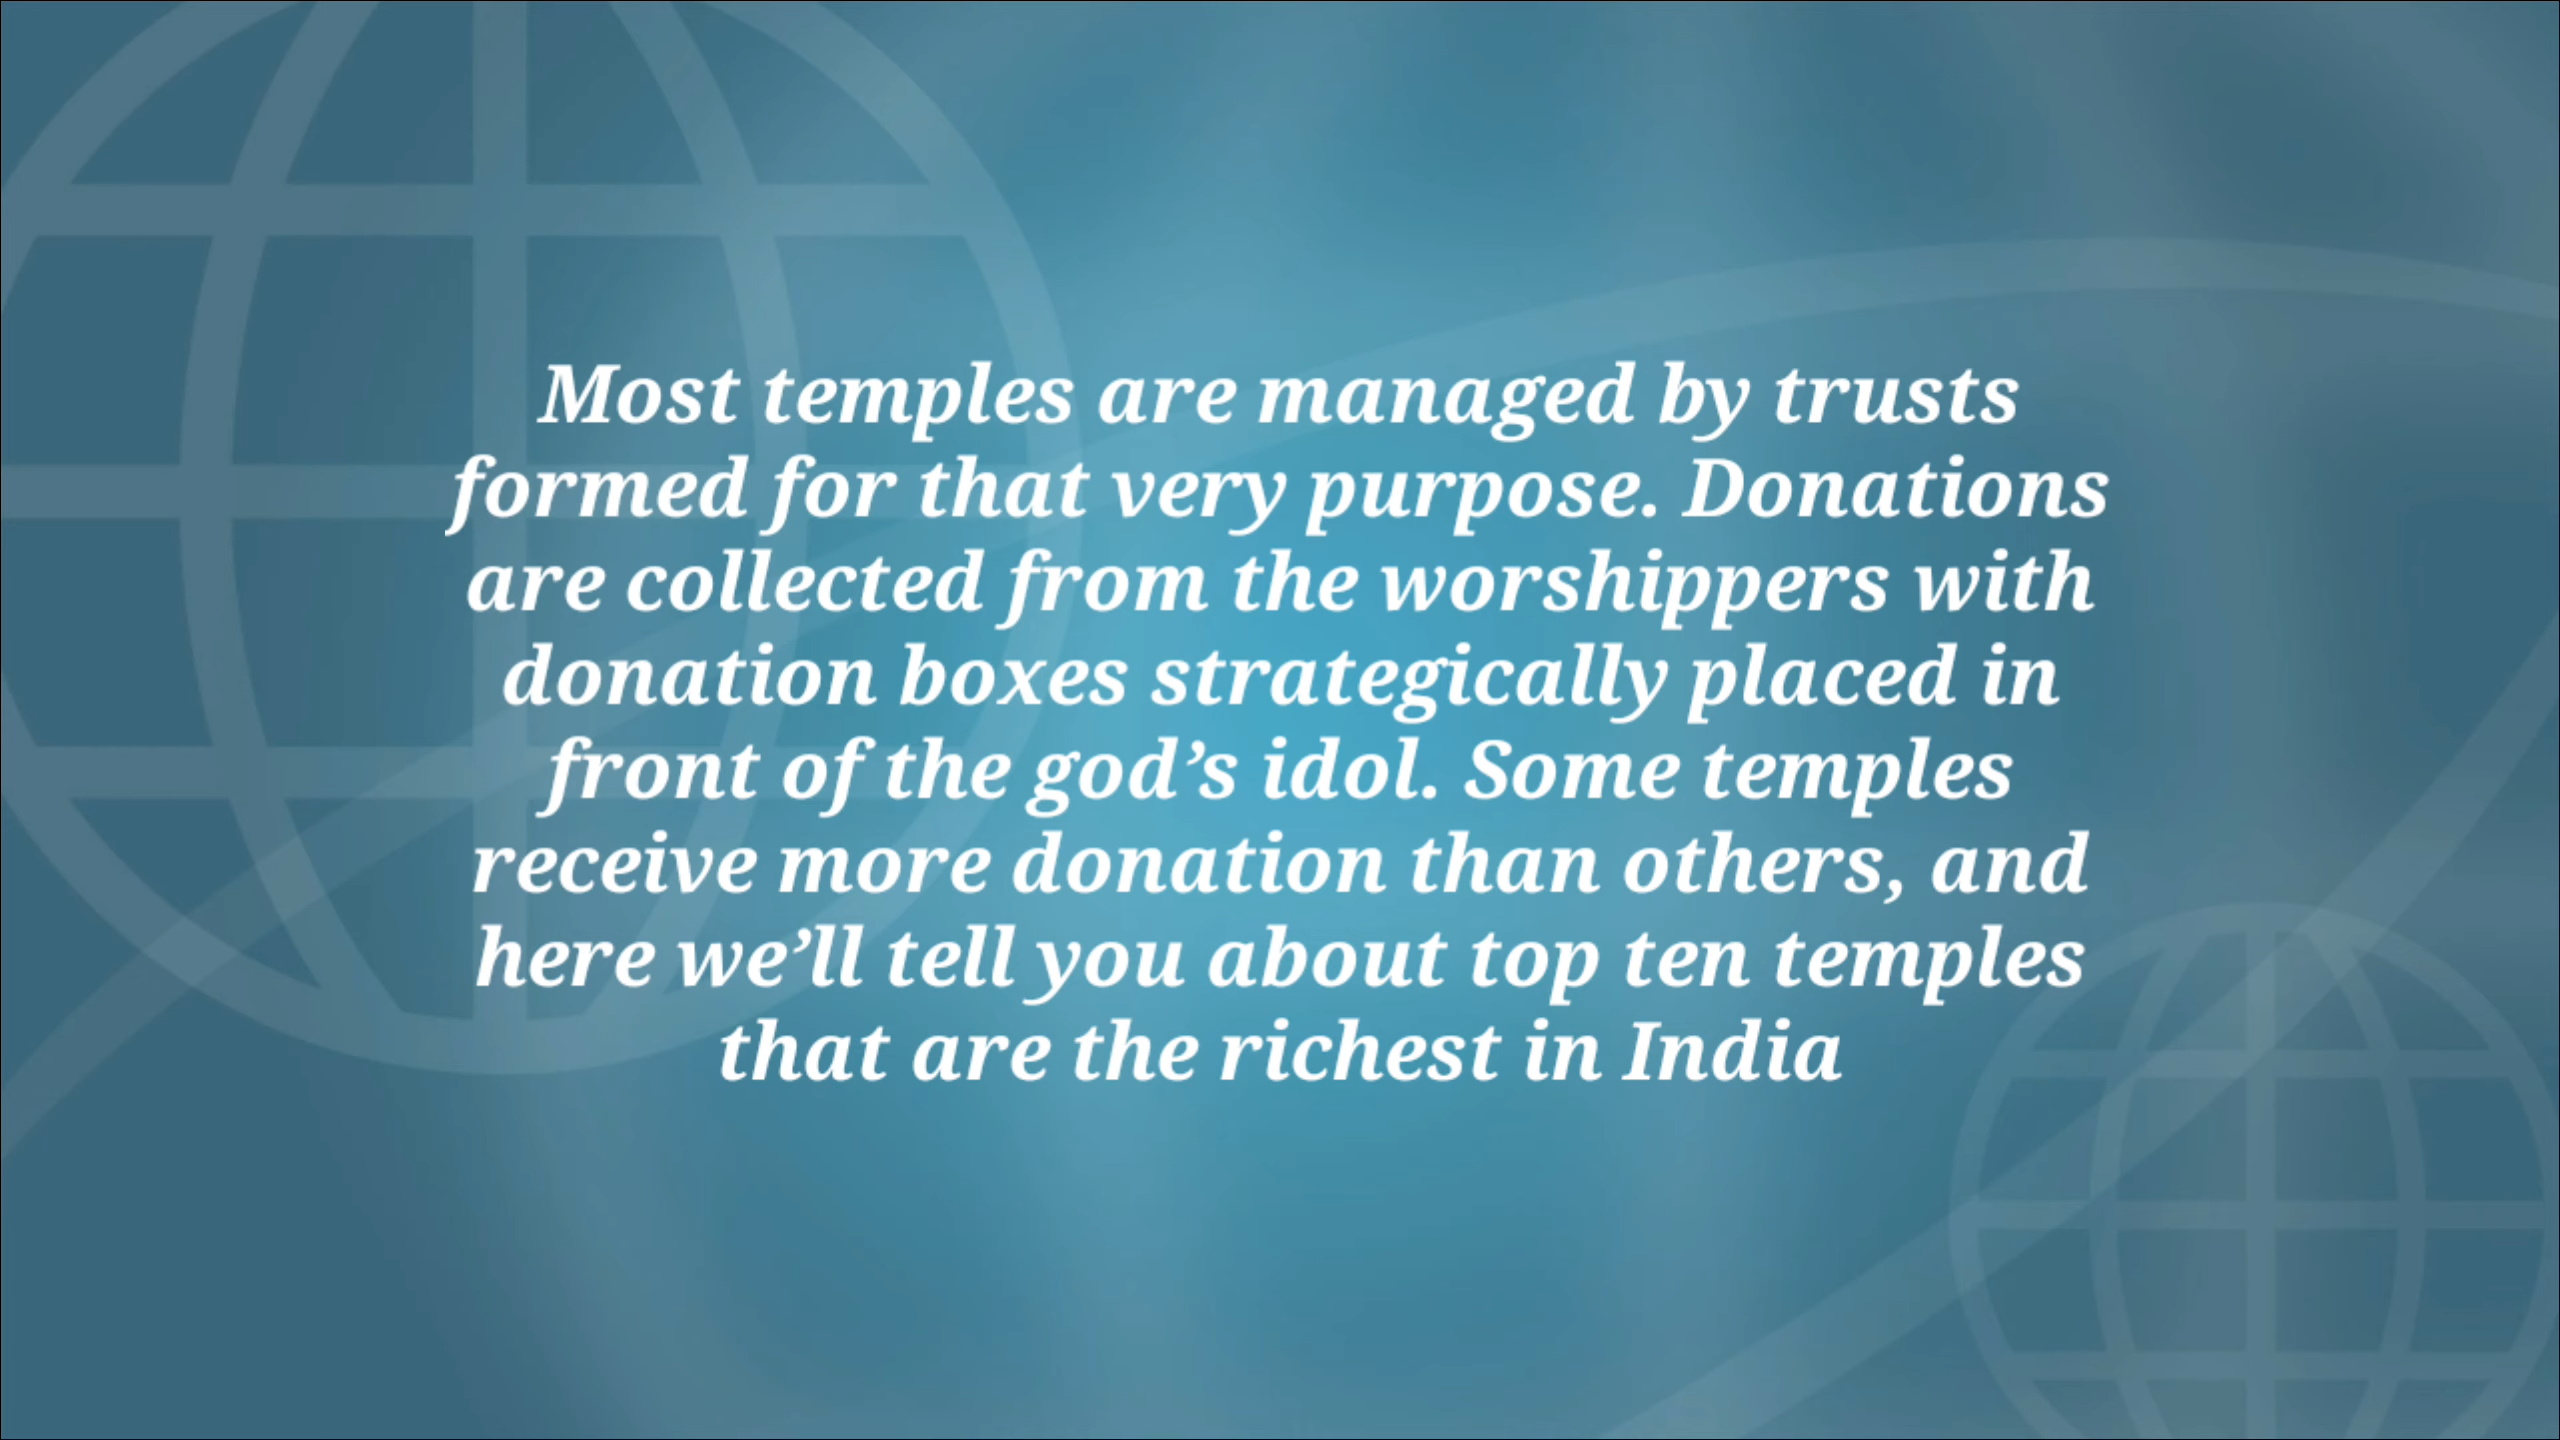 Most temples are managed by trusts
formed for that very purpose. Donations
are collected from the worshippers with
donation boxes strategically placed in
front of the god’s idol. Some temples
receive more donation than others, and
here we’ll tell you about top ten temples
that are the richest in India